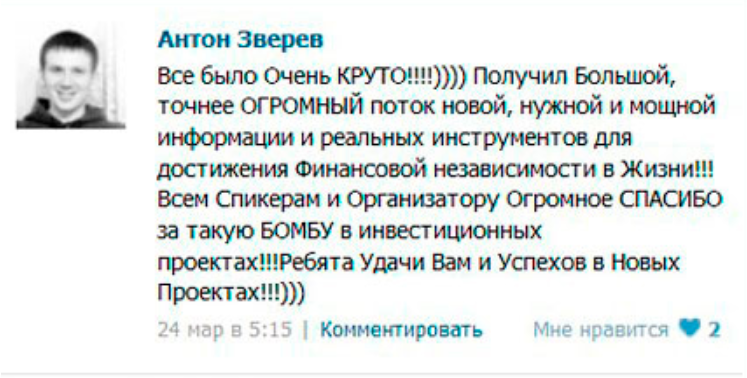 Антон Зверев
Все было Очень КРУТО!!!!)))) Получил Большой,
точнее ОГРОМНЫЙ поток новой, нужной и мощной
информации и реальных инструментов для
достижения Финансовой независимости в Жизни!!!
Всем Спикерам и Организатору Огромное СПАСИБО
за такую БОМБУ в инвестиционных
проектах!!!Ребята Удачи Вам и Успехов в Новых
Проектах!!!)))
24 мар в 5:15 | Комментировать Мне нравится 2